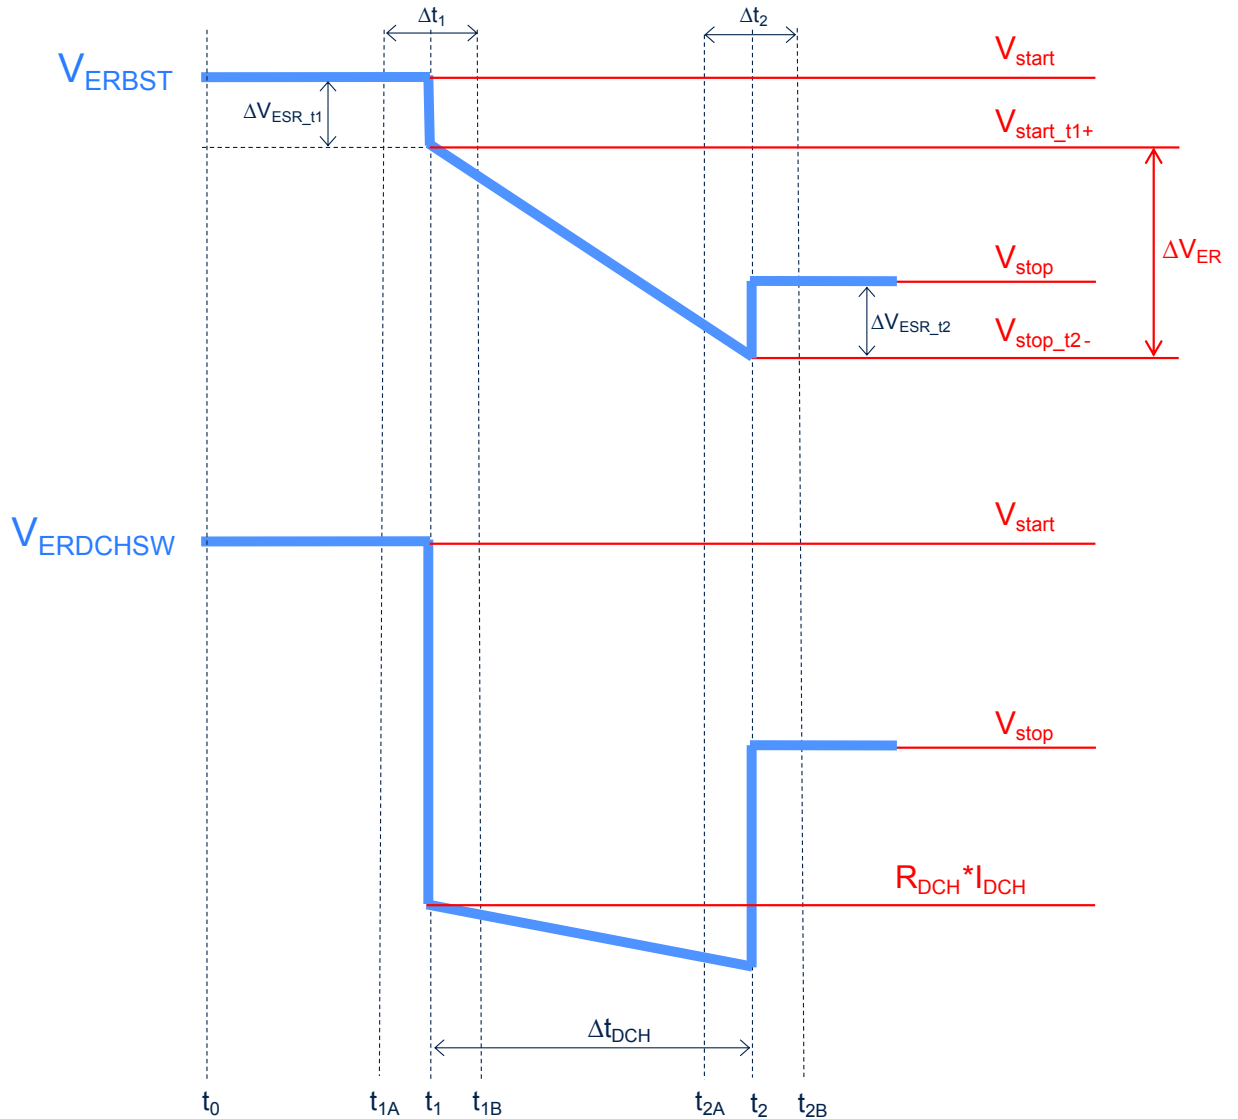 Δt1
Δt2
VERBST
Vstart
ΔVESR_t1
Vstart_t1+
ΔVER
Vstop
ΔVESR_t2
Vstop_t2-
VERDCHSW
Vstart
Vstop
RDCH*IDCH
ΔtDCH
t0 t1A t1 t1B t2A t2 t2B